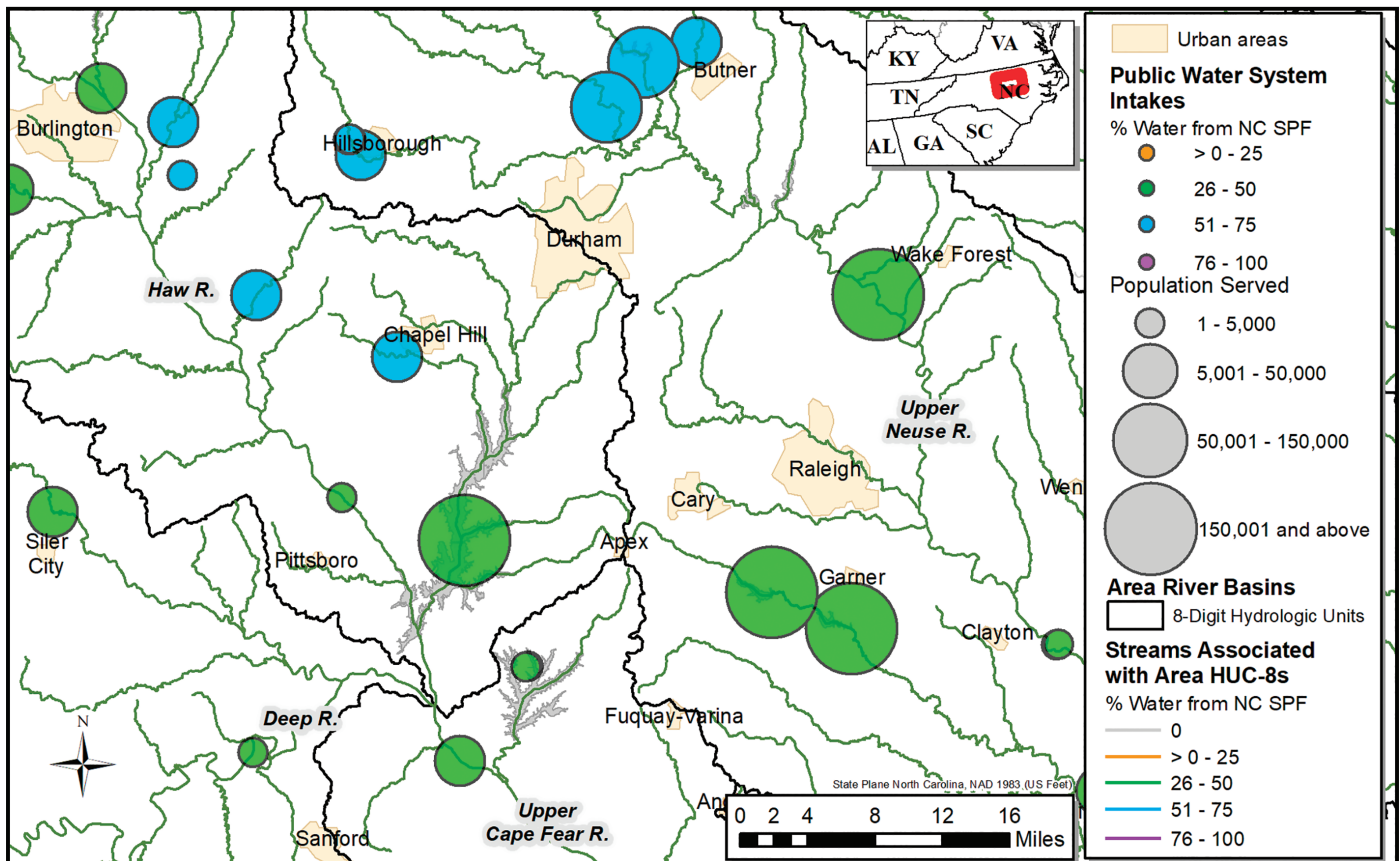 Burlington
Hillsborough
Butner
Durham
Haw R.
Wake Forest
Chapel Hill
Upper
Neuse R.
Raleigh
Cary
Wen
Siler
City
Pittsboro
Apex
Garner
Clayton
Deep R.
Fuquay-Varina
Upper
Cape Fear R.
Sanford
An
N
KY
VA
TN
NC
SC
AL
GA
State Plane North Carolina, NAD 1983 (US Feet)
0 2 4 8 12 16
Miles
Urban areas
Public Water System
Intakes
% Water from NC SPF
> 0 - 25
26 - 50
51 - 75
76 - 100
Population Served
1 - 5,000
5,001 - 50,000
50,001 - 150,000
150,001 and above
Area River Basins
8-Digit Hydrologic Units
Streams Associated
with Area HUC-8s
% Water from NC SPF
0
> 0 - 25
26 - 50
51 - 75
76 - 100